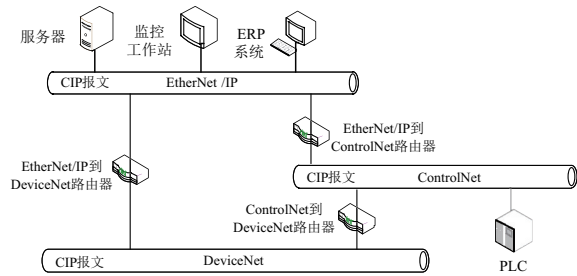 服务器
监控
工作站
ERP
系统
CIP报文 EtherNet /IP
EtherNet/IP到
ControlNet路由器
EtherNet/IP到
DeviceNet路由器
CIP报文 ControlNet
ControlNet到
DeviceNet路由器
CIP报文 DeviceNet
PLC